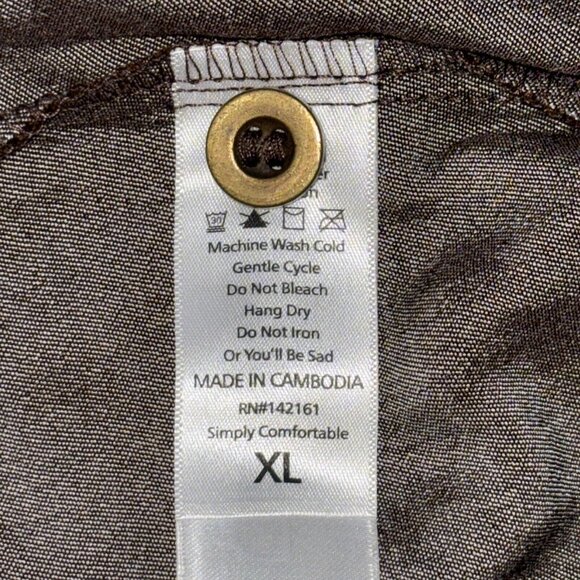 30
Machine Wash Cold
Gentle Cycle
Do Not Bleach
Hang Dry
Do Not Iron
Or You'll Be Sad
MADE IN CAMBODIA
RN#142161
Simply Comfortable
XL